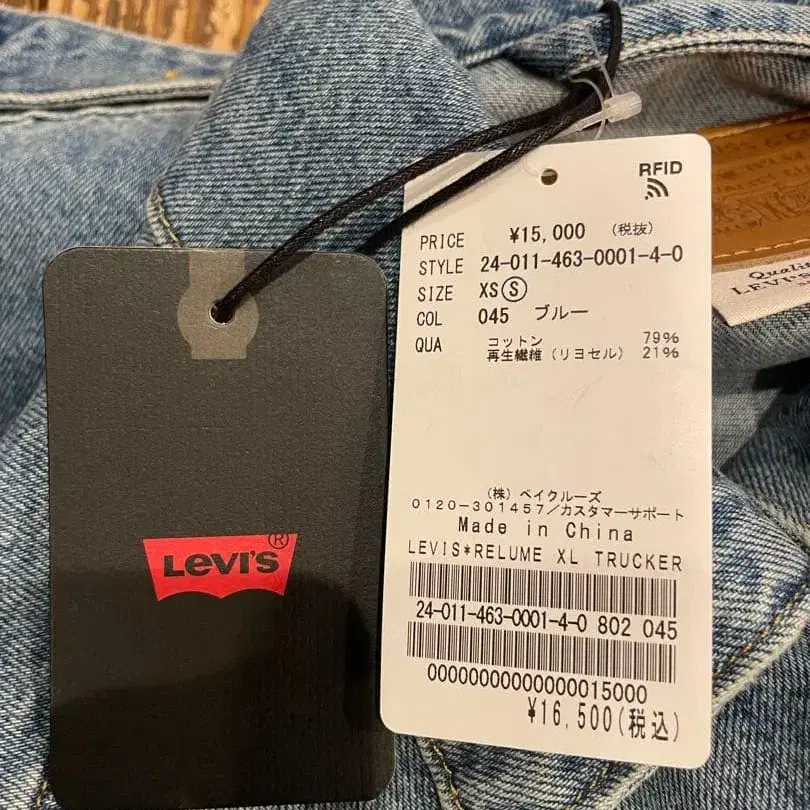 LEVI'S®
RFID
PRICE ¥15,000 (税抜)
STYLE 24-011-463-0001-4-0
SIZE XS Ⓢ
COL 045 ブルー
QUA コットン 79%
再生繊維 (リヨセル) 21%
(株) ベイクルーズ
0120-301457/カスタマーサポート
Made in China
LEVIS*RELUME XL TRUCKER
24-011-463-0001-4-0 802 045
00000000000000015000
¥16,500(税込)
Quali
LEVI'S